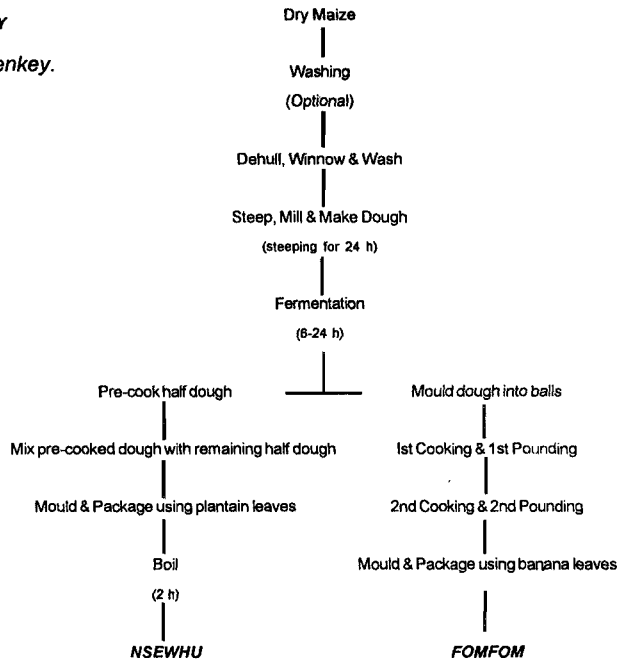 Y
enkey.
Dry Maize
Washing
(Optional)
Dehull, Winnow & Wash
Steep, Mill & Make Dough
(steeping for 24 h)
Fermentation
(6-24 h)
Pre-cook half dough
Mix pre-cooked dough with remaining half dough
Mould & Package using plantain leaves
Boil
(2 h)
NSEWHU
Mould dough into balls
1st Cooking & 1st Pounding
2nd Cooking & 2nd Pounding
Mould & Package using banana leaves
FOMFOM